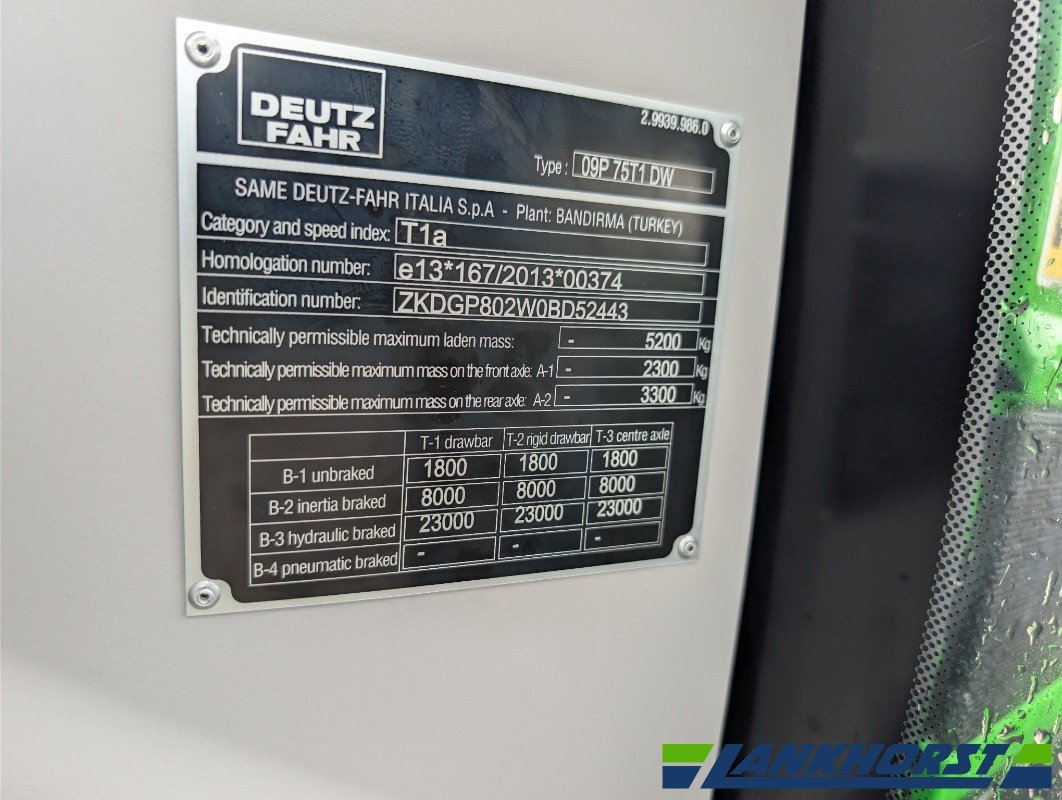 DEUTZ
FAHR
2.9939.986.0
Type: 09P 75T1 DW
SAME DEUTZ-FAHR ITALIA S.p.A - Plant: BANDIRMA (TURKEY)
Category and speed index: T1a
Homologation number: e13*167/2013*00374
Identification number: ZKDGP802W0BD52443
Technically permissible maximum laden mass: - 5200 Kg
Technically permissible maximum mass on the front axle: A-1 - 2300 Kg
Technically permissible maximum mass on the rear axle: A-2 - 3300 Kg
T-1 drawbar T-2 rigid drawbar T-3 centre axle
B-1 unbraked 1800 1800 1800
B-2 inertia braked 8000 8000 8000
B-3 hydraulic braked 23000 23000 23000
B-4 pneumatic braked - - -
LANKHORST